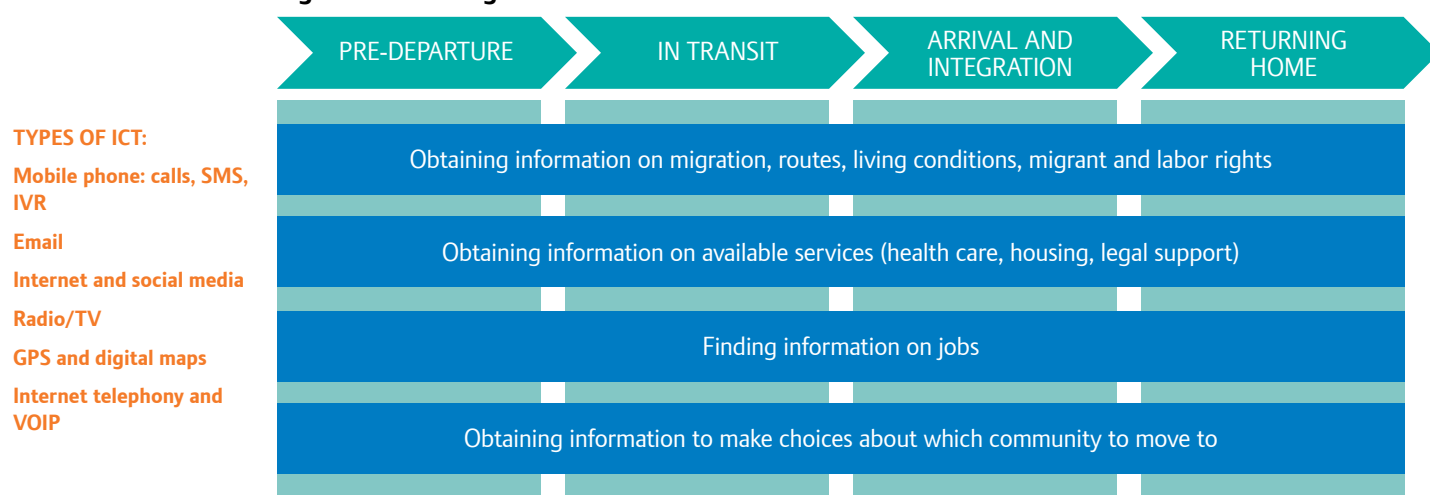 PRE-DEPARTURE
IN TRANSIT
ARRIVAL AND
INTEGRATION
RETURNING
HOME
TYPES OF ICT:
Mobile phone: calls, SMS,
IVR
Email
Internet and social media
Radio/TV
GPS and digital maps
Internet telephony and
VOIP
Obtaining information on migration, routes, living conditions, migrant and labor rights
Obtaining information on available services (health care, housing, legal support)
Finding information on jobs
Obtaining information to make choices about which community to move to